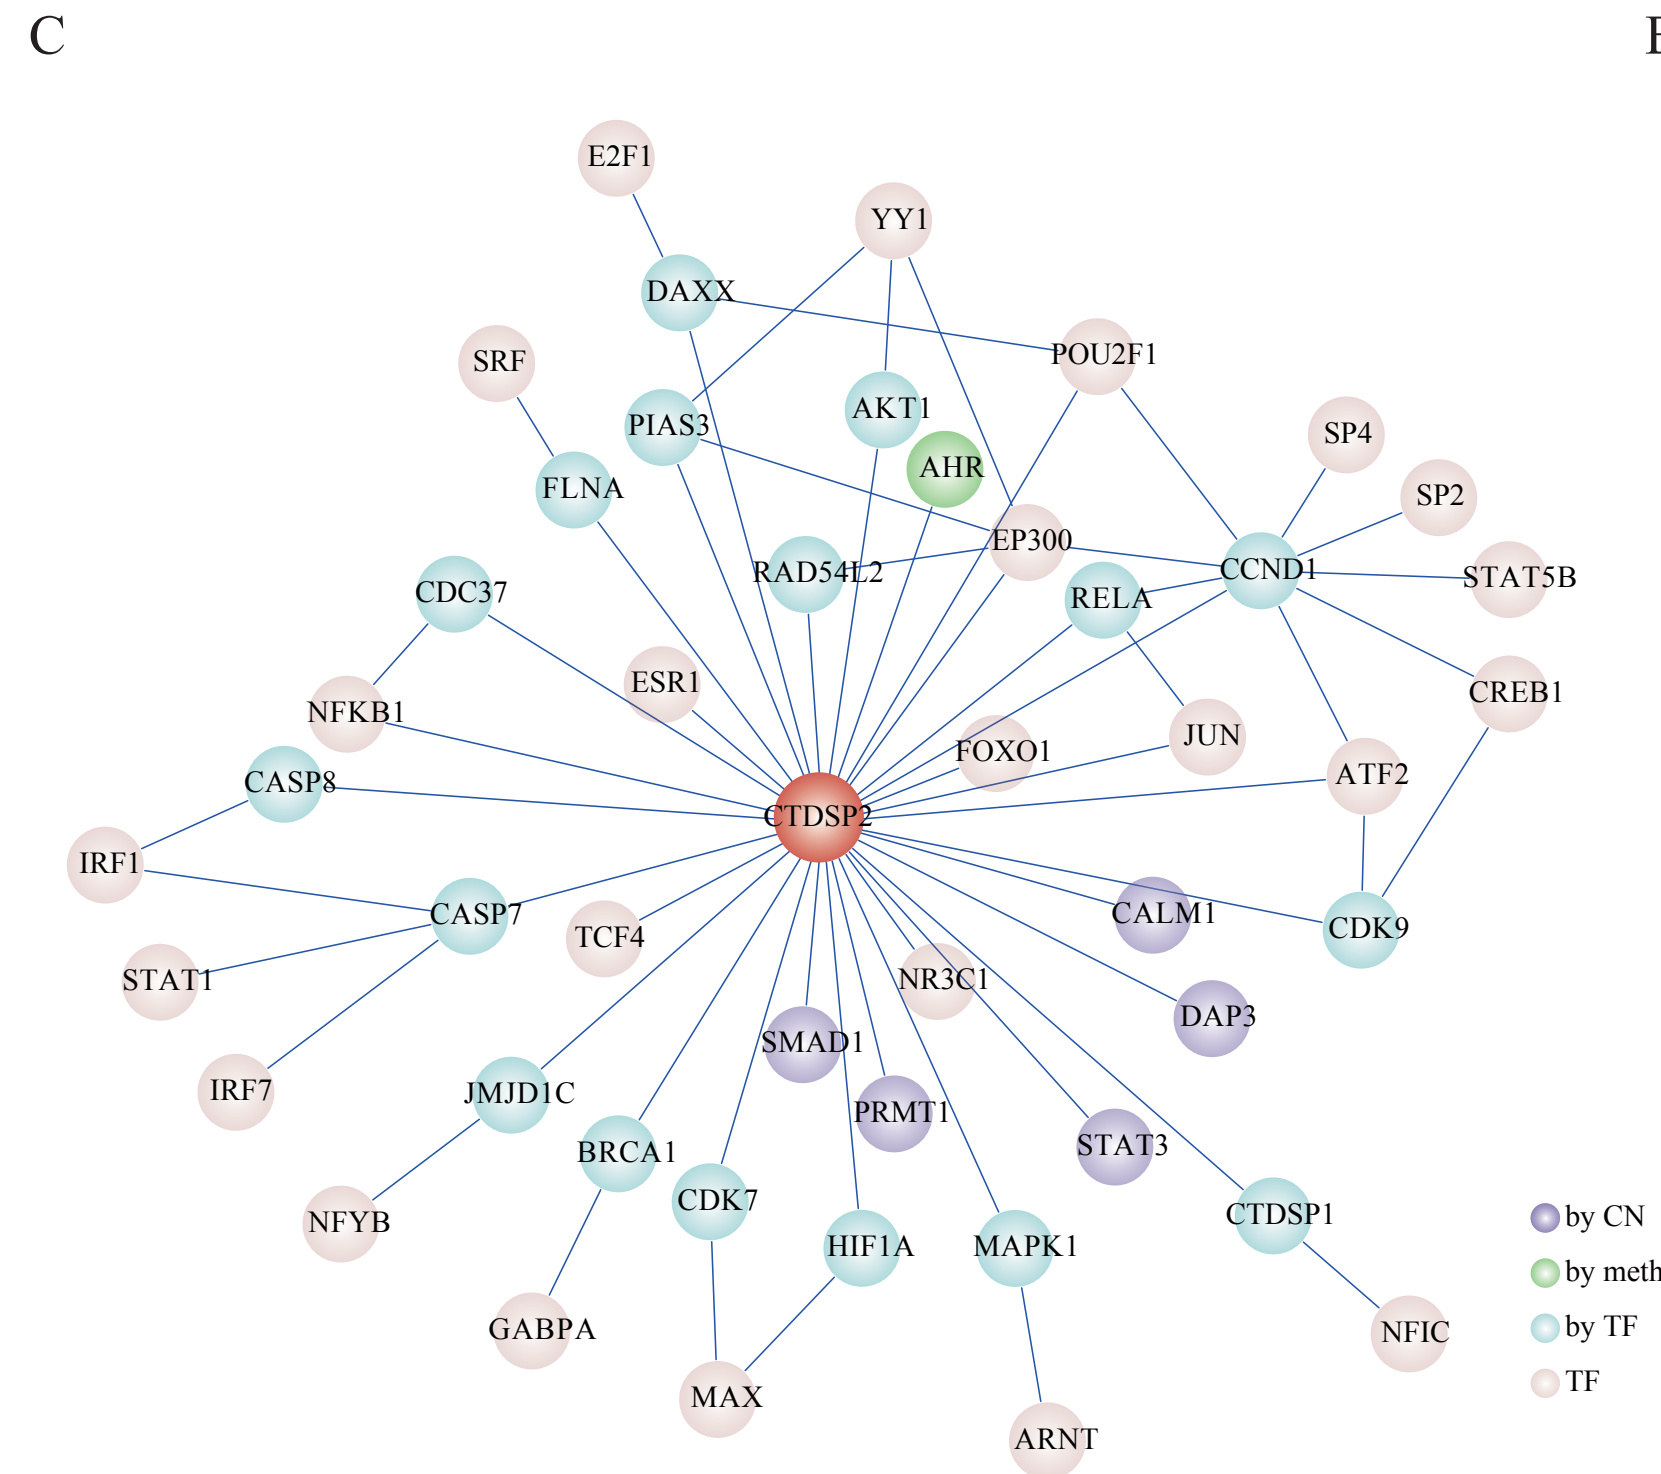 C
E2F1
YY1
DAXX
POU2F1
SRF
AKT1
PIAS3
SP4
AHR
FLNA
SP2
EP300
RAD54L2
CCND1
STAT5B
CDC37
RELA
ESR1
CREB1
NFKB1
JUN
FOXO1
ATF2
CASP8
CTDSP2
IRF1
CASP7
CALM1
CDK9
TCF4
STAT1
NR3C1
DAP3
SMAD1
IRF7
JMJD1C
PRMT1
STAT3
BRCA1
CDK7
CTDSP1
by CN
NFYB
HIF1A
MAPK1
by meth
by TF
GABPA
NFIC
TF
MAX
ARNT